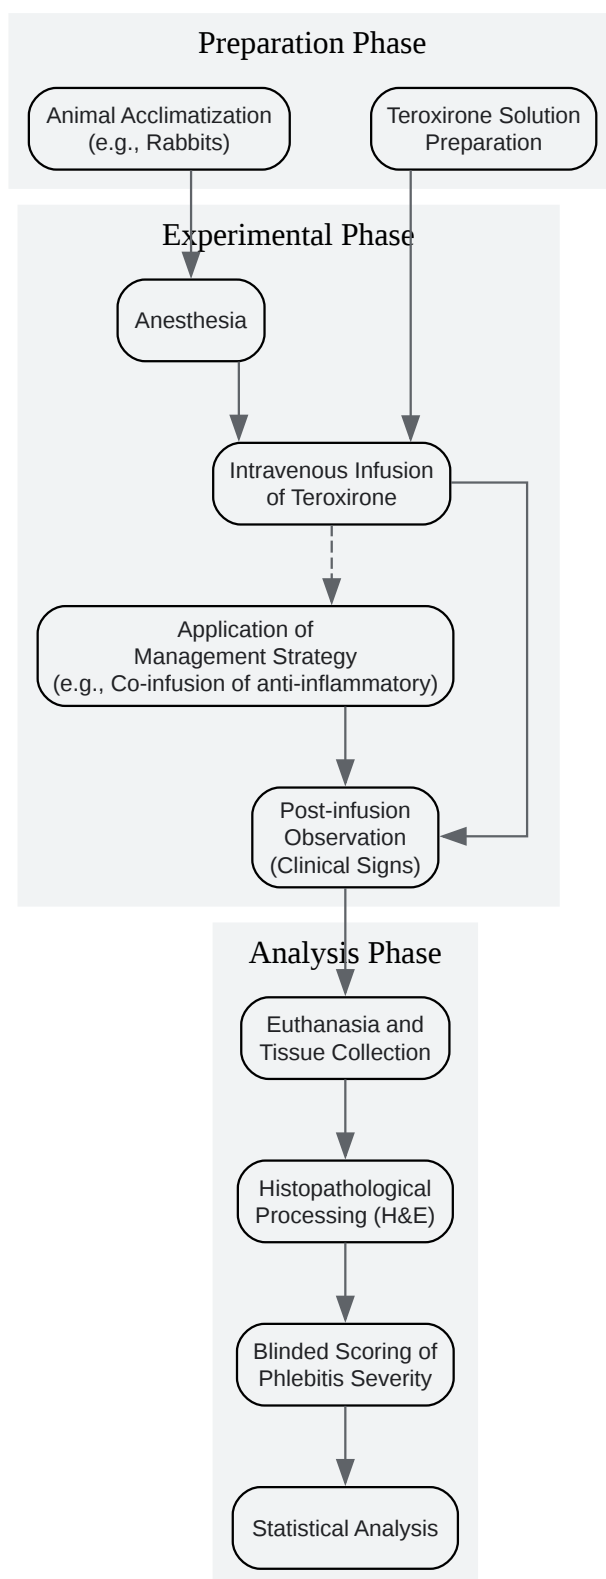 Preparation Phase
Animal Acclimatization
(e.g., Rabbits)
Teroxirone Solution
Preparation
Experimental Phase
Anesthesia
Intravenous Infusion
of Teroxirone
Application of
Management Strategy
(e.g., Co-infusion of anti-inflammatory)
Post-infusion
Observation
(Clinical Signs)
Analysis Phase
Euthanasia and
Tissue Collection
Histopathological
Processing (H&E)
Blinded Scoring of
Phlebitis Severity
Statistical Analysis